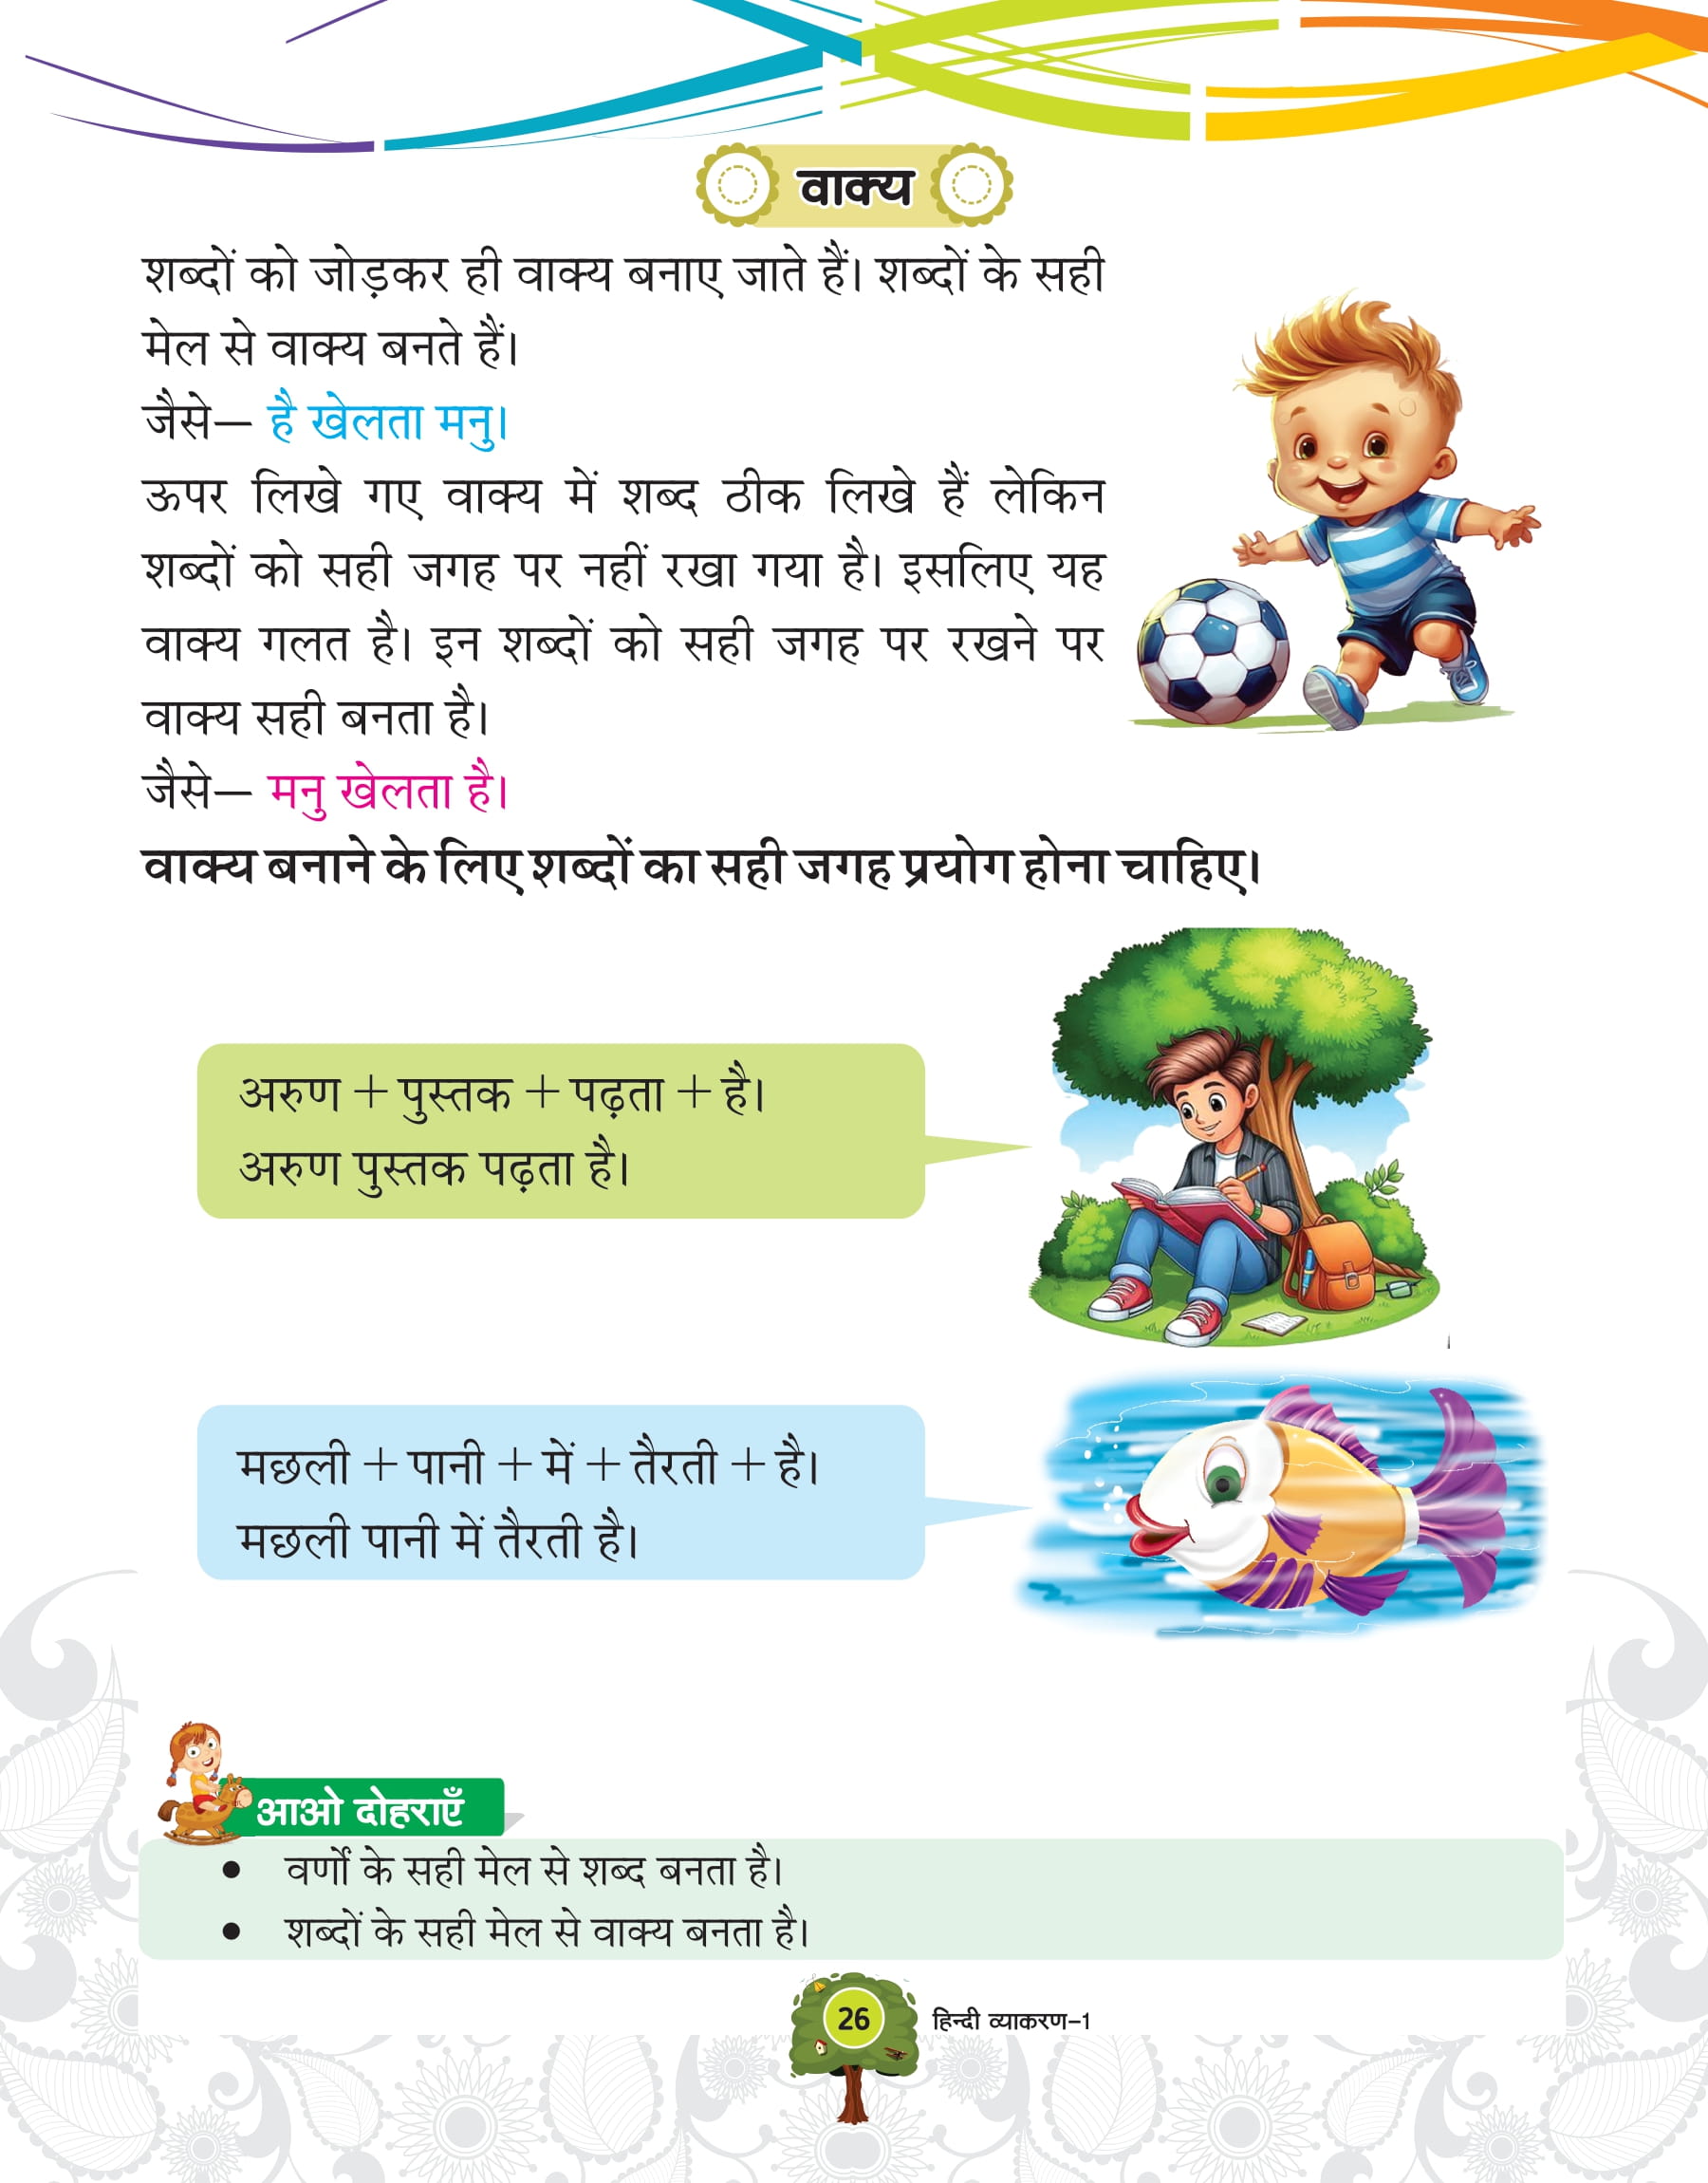 वाक्य
शब्दों को जोड़कर ही वाक्य बनाए जाते हैं। शब्दों के सही
मेल से वाक्य बनते हैं।
जैसे— है खेलता मनु।
ऊपर लिखे गए वाक्य में शब्द ठीक लिखे हैं लेकिन
शब्दों को सही जगह पर नहीं रखा गया है। इसलिए यह
वाक्य गलत है। इन शब्दों को सही जगह पर रखने पर
वाक्य सही बनता है।
जैसे— मनु खेलता है।
वाक्य बनाने के लिए शब्दों का सही जगह प्रयोग होना चाहिए।
अरुण + पुस्तक + पढ़ता + है।
अरुण पुस्तक पढ़ता है।
मछली + पानी + में + तैरती + है।
मछली पानी में तैरती है।
आओ दोहराएँ
• वर्णों के सही मेल से शब्द बनता है।
• शब्दों के सही मेल से वाक्य बनता है।
26 हिन्दी व्याकरण-1